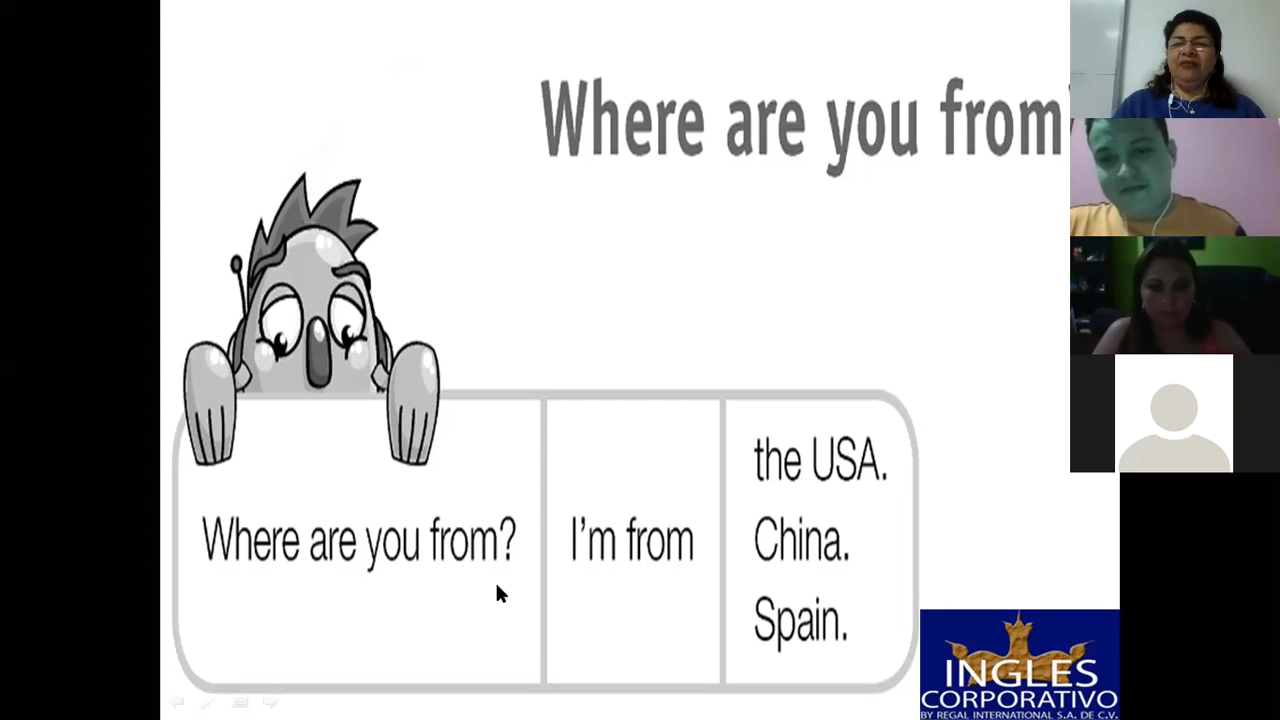 Where are you from
Where are you from?
I'm from
the USA.
China.
Spain.
INGLES
CORPORATIVO
BY REGAL INTERNATIONAL S.A. DE C.V.